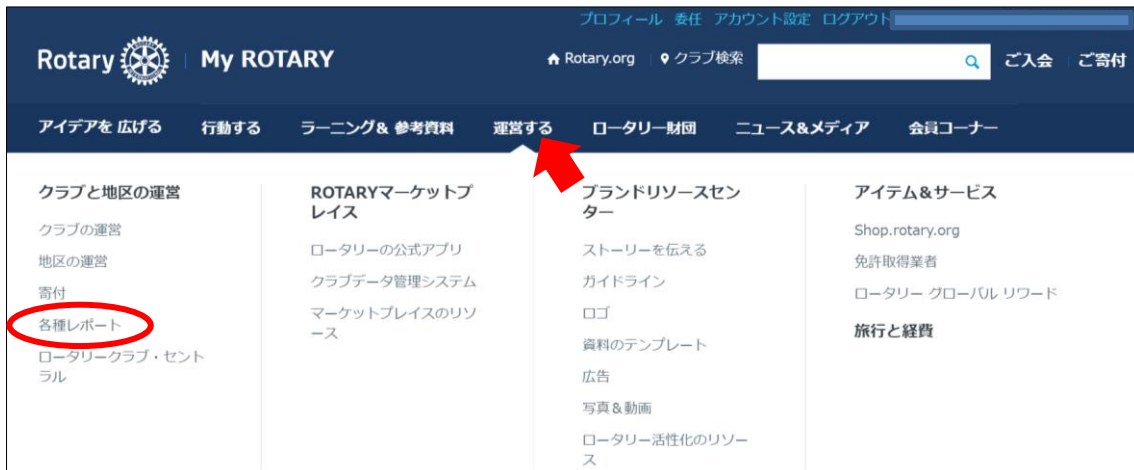 プロフィール 委任 アカウント設定 ログアウト
Rotary My ROTARY Rotary.org クラブ検索 ご入会 ご寄付
アイデアを 広げる 行動する ラーニング& 参考資料 運営する ロータリー財団 ニュース&メディア 会員コーナー
クラブと地区の運営
クラブの運営
地区の運営
寄付
各種レポート
ロータリークラブ・セント
ラル
ROTARYマーケットプ
レイス
ロータリーの公式アプリ
クラブデータ管理システム
マーケットプレイスのリソ
ース
ブランドリソースセン
ター
ストーリーを伝える
ガイドライン
ロゴ
資料のテンプレート
広告
写真&動画
ロータリー活性化のリソー
ス
アイテム&サービス
Shop.rotary.org
免許取得業者
ロータリー グローバル リワード
旅行と経費